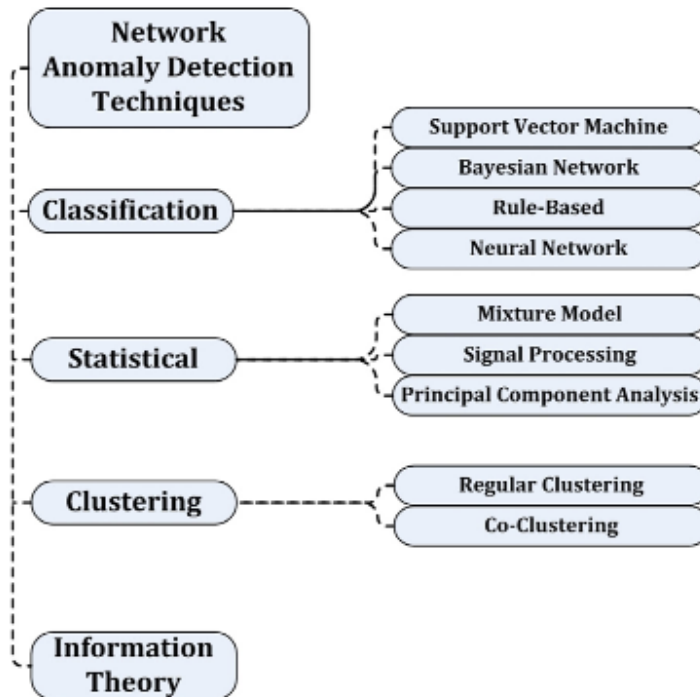 Network
Anomaly Detection
Techniques
Support Vector Machine
Bayesian Network
Classification
Rule-Based
Neural Network
Mixture Model
Statistical
Signal Processing
Principal Component Analysis
Regular Clustering
Clustering
Co-Clustering
Information
Theory